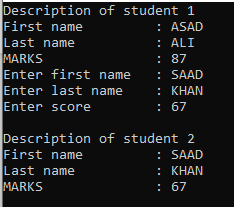 Description of student 1
First name : ASAD
Last name : ALI
MARKS : 87
Enter first name : SAAD
Enter last name : KHAN
Enter score : 67
Description of student 2
First name : SAAD
Last name : KHAN
MARKS : 67